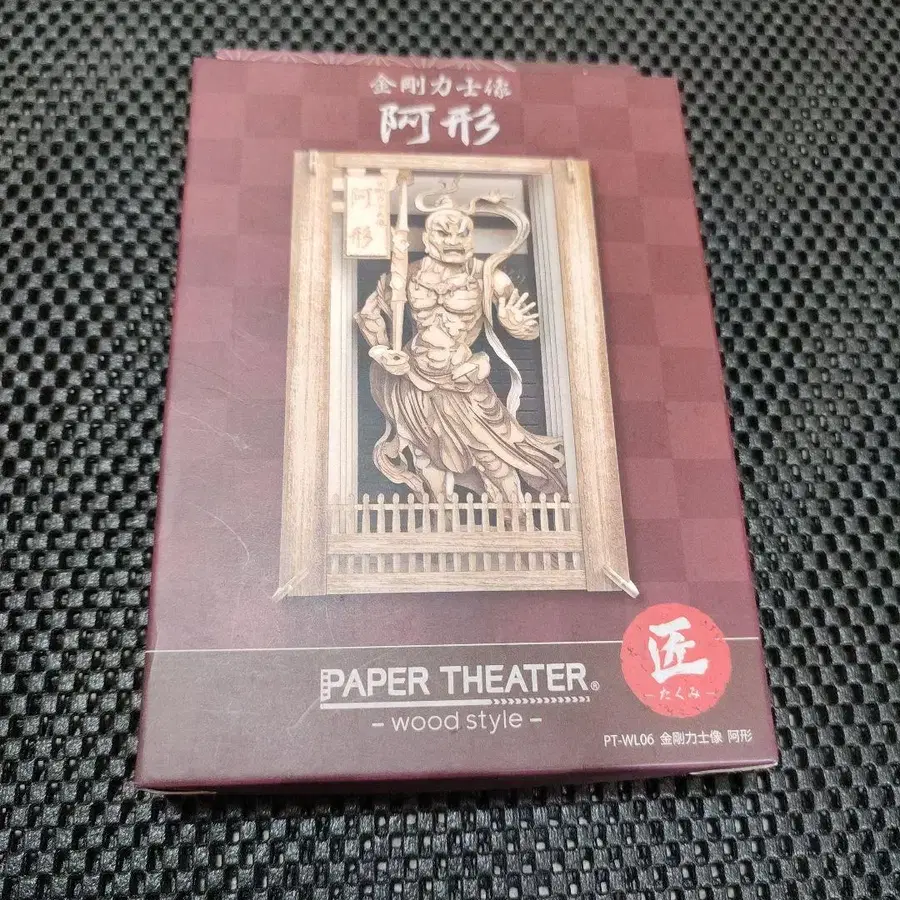 金剛力士像
阿形
阿形
PAPER THEATER®
- wood style -
匠
-たくみ-
PT-WL06 金剛力士像 阿形